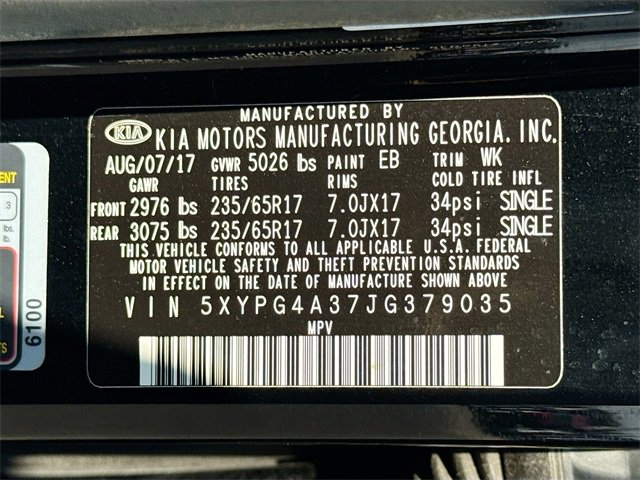 MANUFACTURED BY
KIA KIA MOTORS MANUFACTURING GEORGIA. INC.
AUG/07/17 GVWR 5026 lbs PAINT EB TRIM WK
GAWR TIRES RIMS COLD TIRE INFL
FRONT 2976 lbs 235/65R17 7.0JX17 34psi SINGLE
REAR 3075 lbs 235/65R17 7.0JX17 34psi SINGLE
THIS VEHICLE CONFORMS TO ALL APPLICABLE U.S.A. FEDERAL
MOTOR VEHICLE SAFETY AND THEFT PREVENTION STANDARDS
IN EFFECT ON THE DATE OF MANUFACTURE SHOWN ABOVE
VIN 5XYPG4A37JG379035
MPV
3
lbs.
lb.
6100